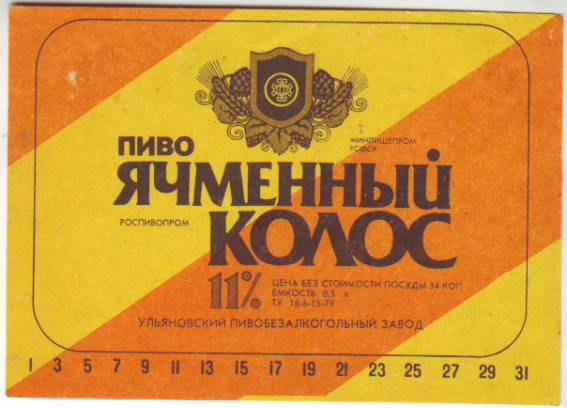 ПИВО
МИНПИЩЕПРОМ
РСФСР
ЯЧМЕННЫЙ
РОСПИВОПРОМ
КОЛОС
11%
ЦЕНА БЕЗ СТОИМОСТИ ПОСУДЫ 34 КОП
ЕМКОСТЬ 0,5 л
ТУ 18-6-15-79
УЛЬЯНОВСКИЙ ПИВОБЕЗАЛКОГОЛЬНЫЙ ЗАВОД
1 3 5 7 9 11 13 15 17 19 21 23 25 27 29 31